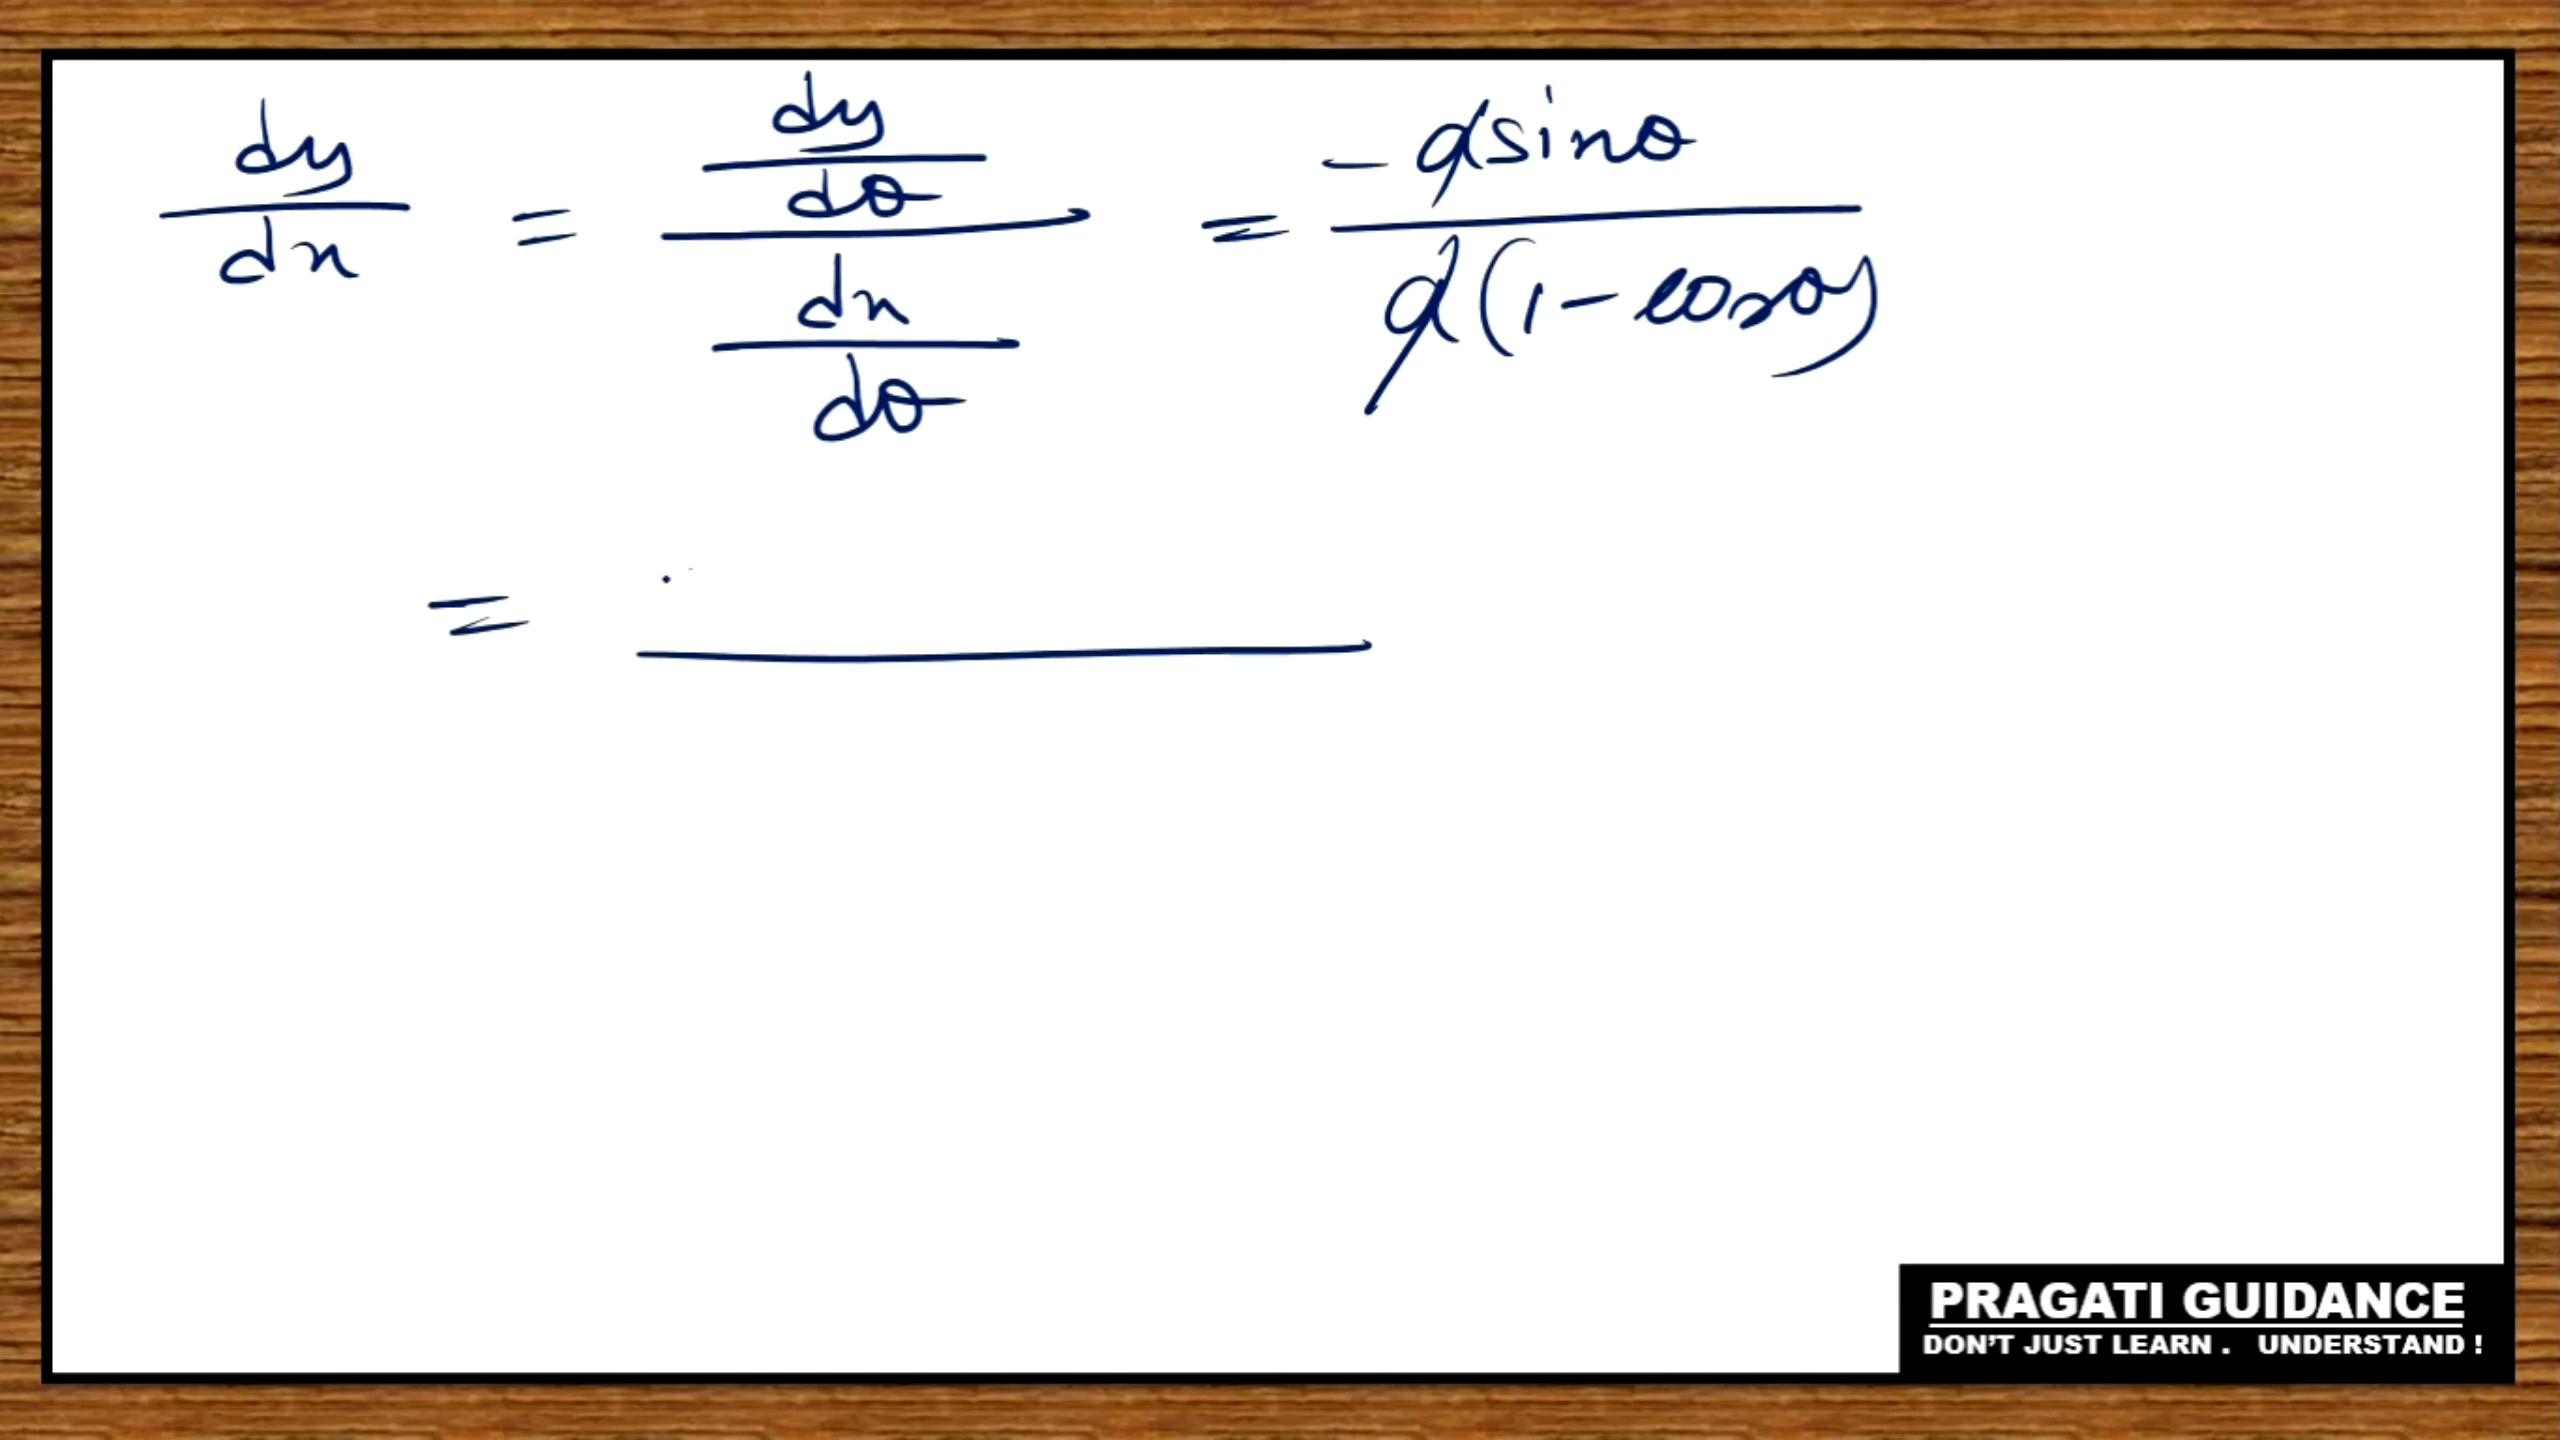 dy/dx = (dy/dθ)/(dx/dθ) = -a sinθ / a(1 - cosθ)
=
PRAGATI GUIDANCE
DON'T JUST LEARN. UNDERSTAND !